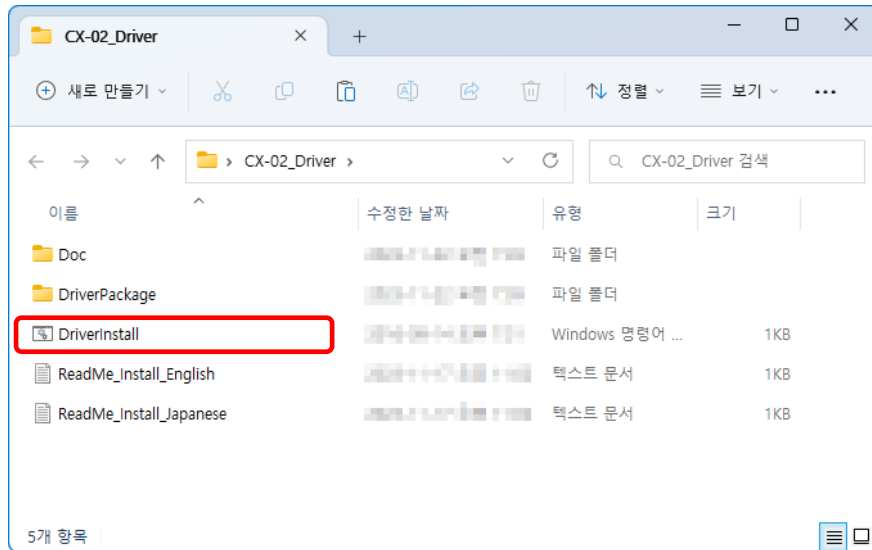 CX-02_Driver
새로 만들기
정렬
보기
CX-02_Driver
CX-02_Driver 검색
이름 수정한 날짜 유형 크기
Doc 파일 폴더
DriverPackage 파일 폴더
DriverInstall Windows 명령어 ... 1KB
ReadMe_Install_English 텍스트 문서 1KB
ReadMe_Install_Japanese 텍스트 문서 1KB
5개 항목